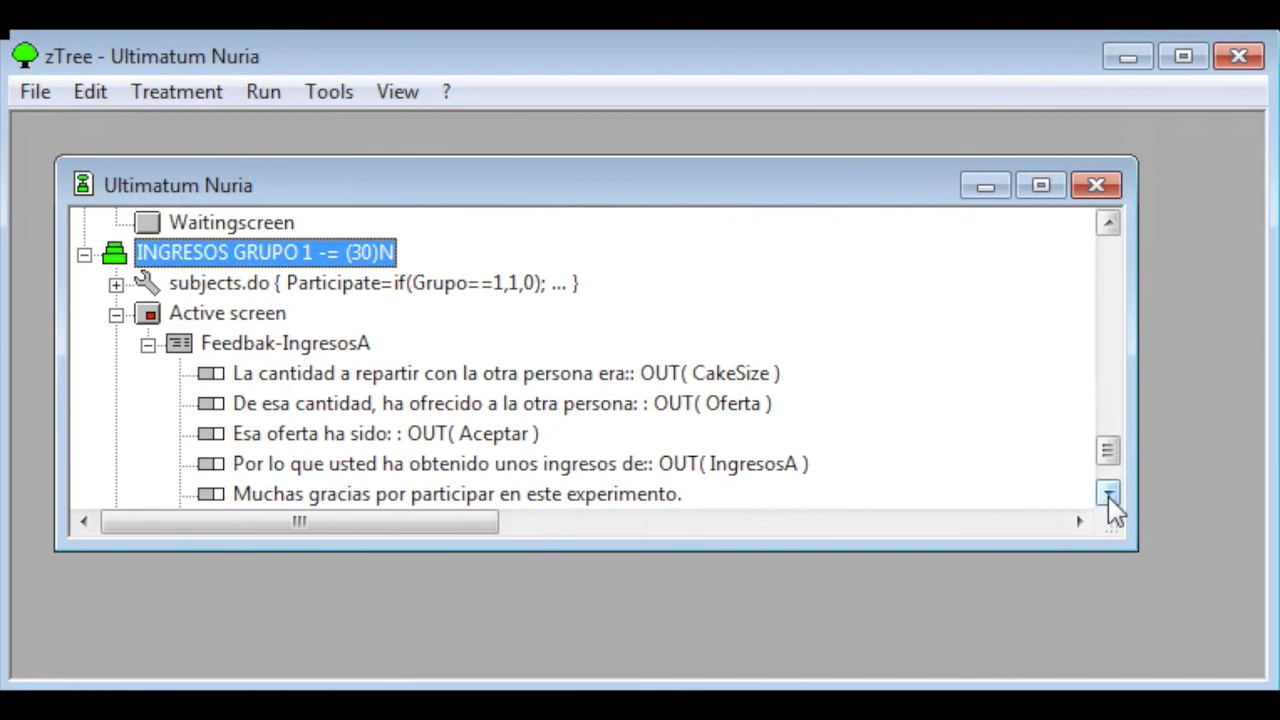 zTree - Ultimatum Nuria
File Edit Treatment Run Tools View ?
Ultimatum Nuria
Waitingscreen
INGRESOS GRUPO 1 -= (30)N
subjects.do { Participate=if(Grupo==1,1,0); ... }
Active screen
Feedbak-IngresosA
La cantidad a repartir con la otra persona era:: OUT( CakeSize )
De esa cantidad, ha ofrecido a la otra persona: : OUT( Oferta )
Esa oferta ha sido: : OUT( Aceptar )
Por lo que usted ha obtenido unos ingresos de:: OUT( IngresosA )
Muchas gracias por participar en este experimento.